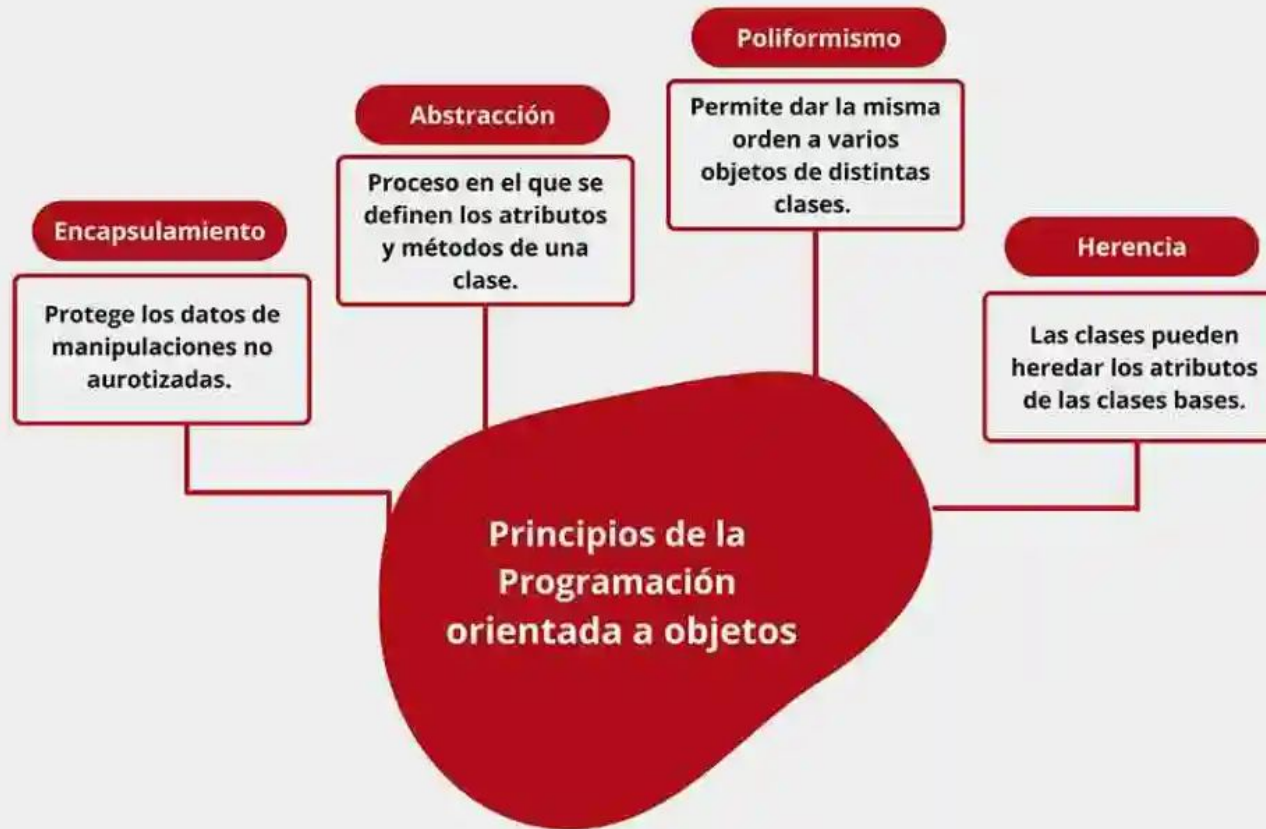 Poliformismo
Permite dar la misma
orden a varios
objetos de distintas
clases.
Abstracción
Proceso en el que se
definen los atributos
y métodos de una
clase.
Encapsulamiento
Protege los datos de
manipulaciones no
aurotizadas.
Herencia
Las clases pueden
heredar los atributos
de las clases bases.
Principios de la
Programación
orientada a objetos